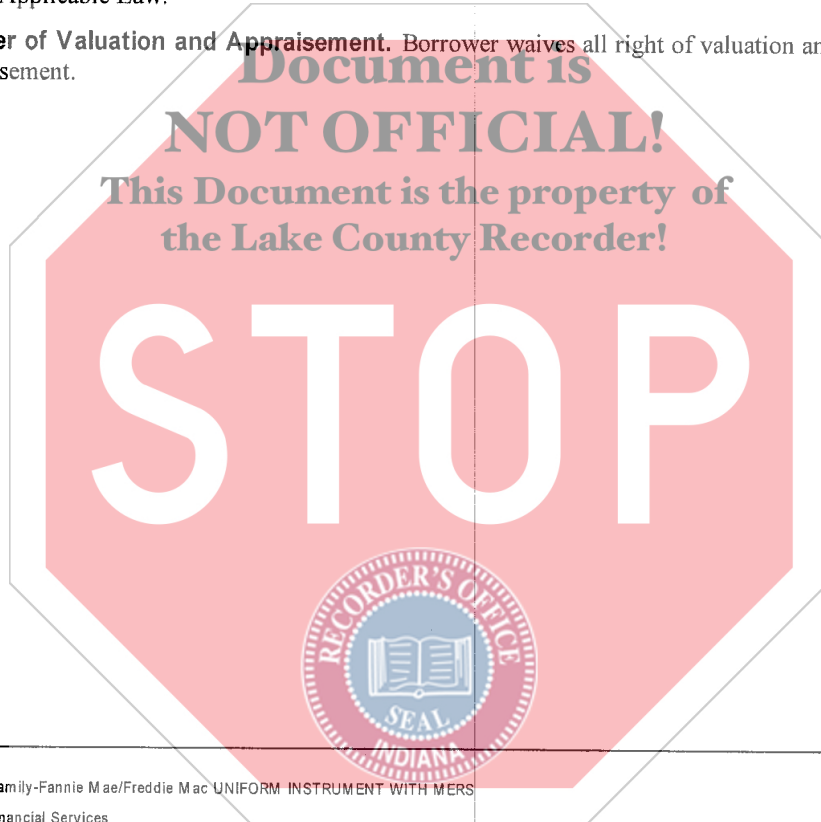 Applicable Law.
er of Valuation and Appraisement. Borrower waives all right of valuation an
sement.
Document is
NOT OFFICIAL!
This Document is the property of
the Lake County Recorder!
STOP
RECORDER'S OFFICE
SEAL
INDIANA
amily-Fannie Mae/Freddie Mac UNIFORM INSTRUMENT WITH MERS
nancial Services